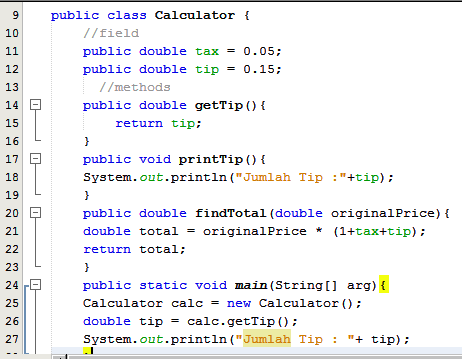 9 public class Calculator {
10 //field
11 public double tax = 0.05;
12 public double tip = 0.15;
13 //methods
14 public double getTip(){
15 return tip;
16 }
17 public void printTip(){
18 System.out.println("Jumlah Tip :"+tip);
19 }
20 public double findTotal(double originalPrice){
21 double total = originalPrice * (1+tax+tip);
22 return total;
23 }
24 public static void main(String[] arg){
25 Calculator calc = new Calculator();
26 double tip = calc.getTip();
27 System.out.println("Jumlah Tip : "+ tip);